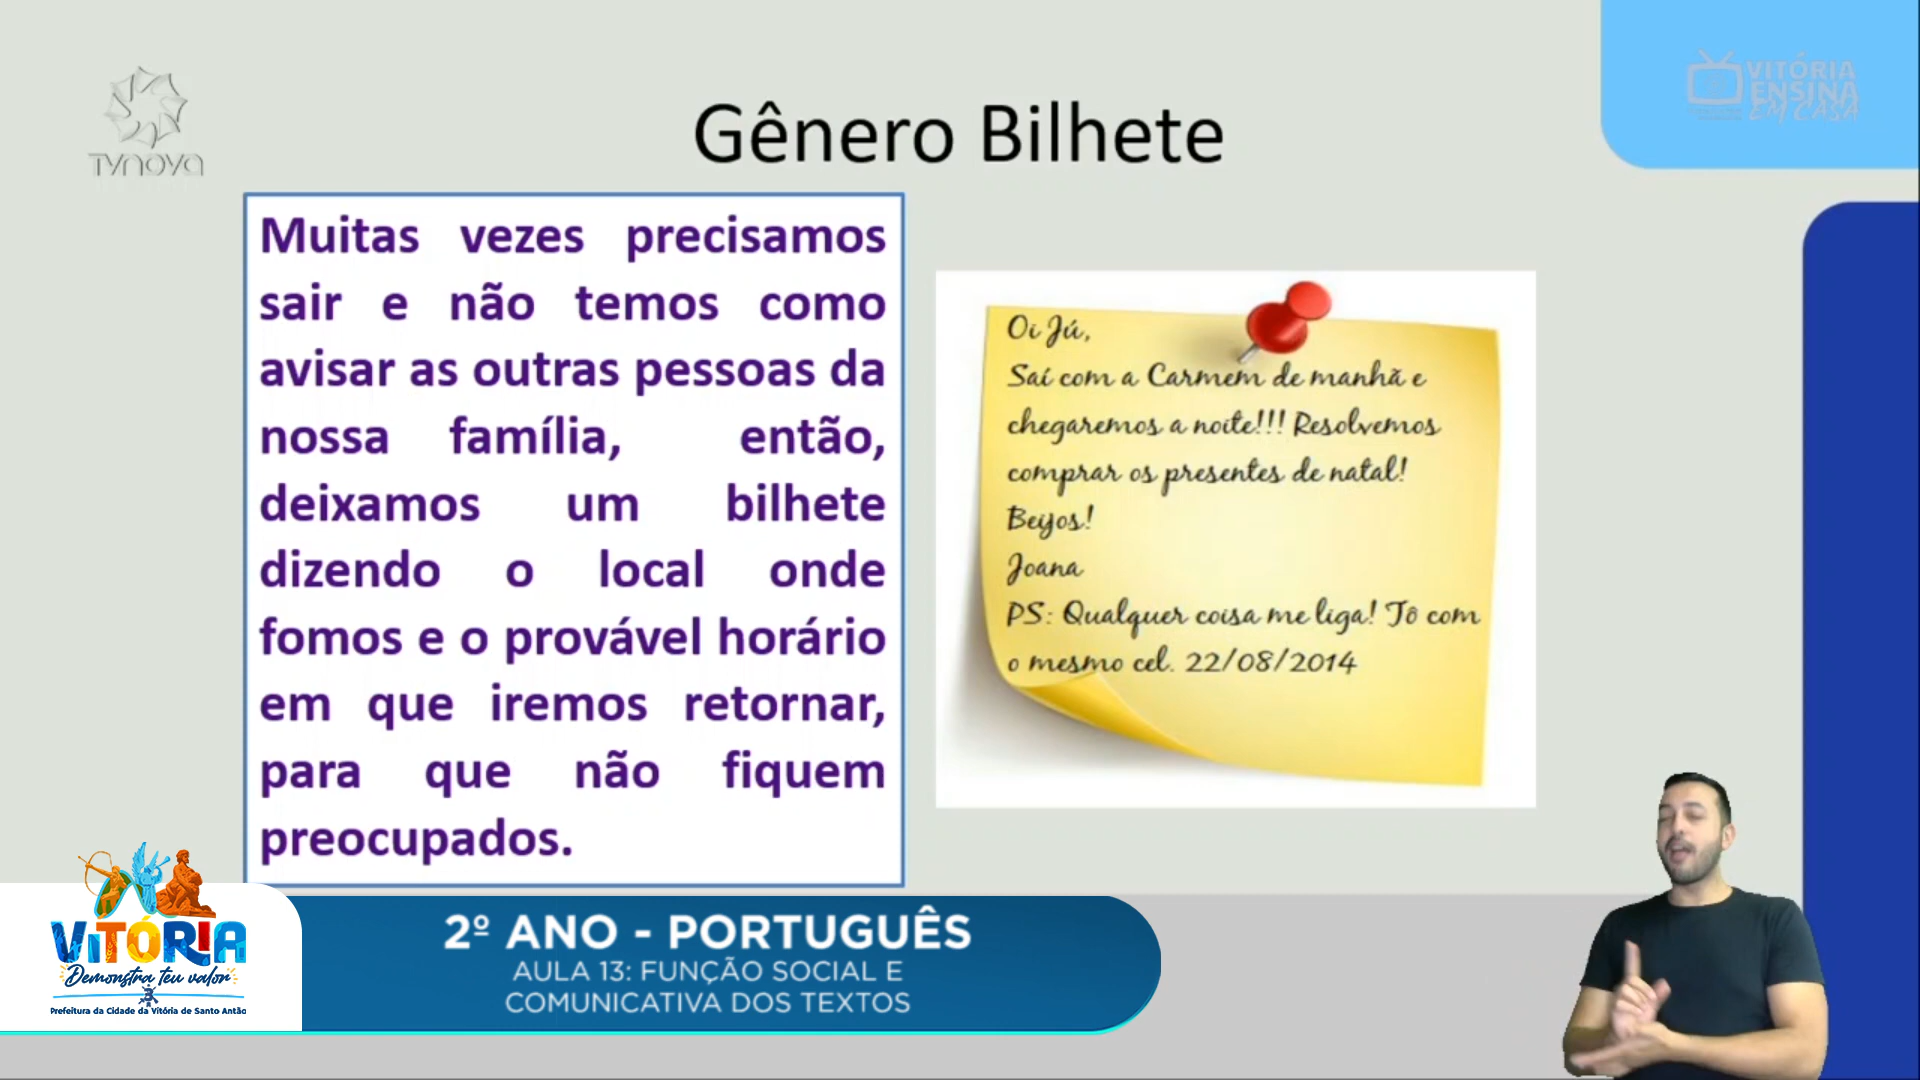 TVNOVA
VITÓRIA
ENSINA
EM CASA
Gênero Bilhete
Muitas vezes precisamos
sair e não temos como
avisar as outras pessoas da
nossa família, então,
deixamos um bilhete
dizendo o local onde
fomos e o provável horário
em que iremos retornar,
para que não fiquem
preocupados.
Oi Jú,
Saí com a Carmem de manhã e
chegaremos a noite!!! Resolvemos
comprar os presentes de natal!
Beijos!
Joana
PS: Qualquer coisa me liga! Tô com
o mesmo cel. 22/08/2014
VITÓRIA
Demonstra teu valor
Prefeitura da Cidade da Vitória de Santo Antão
2º ANO - PORTUGUÊS
AULA 13: FUNÇÃO SOCIAL E
COMUNICATIVA DOS TEXTOS